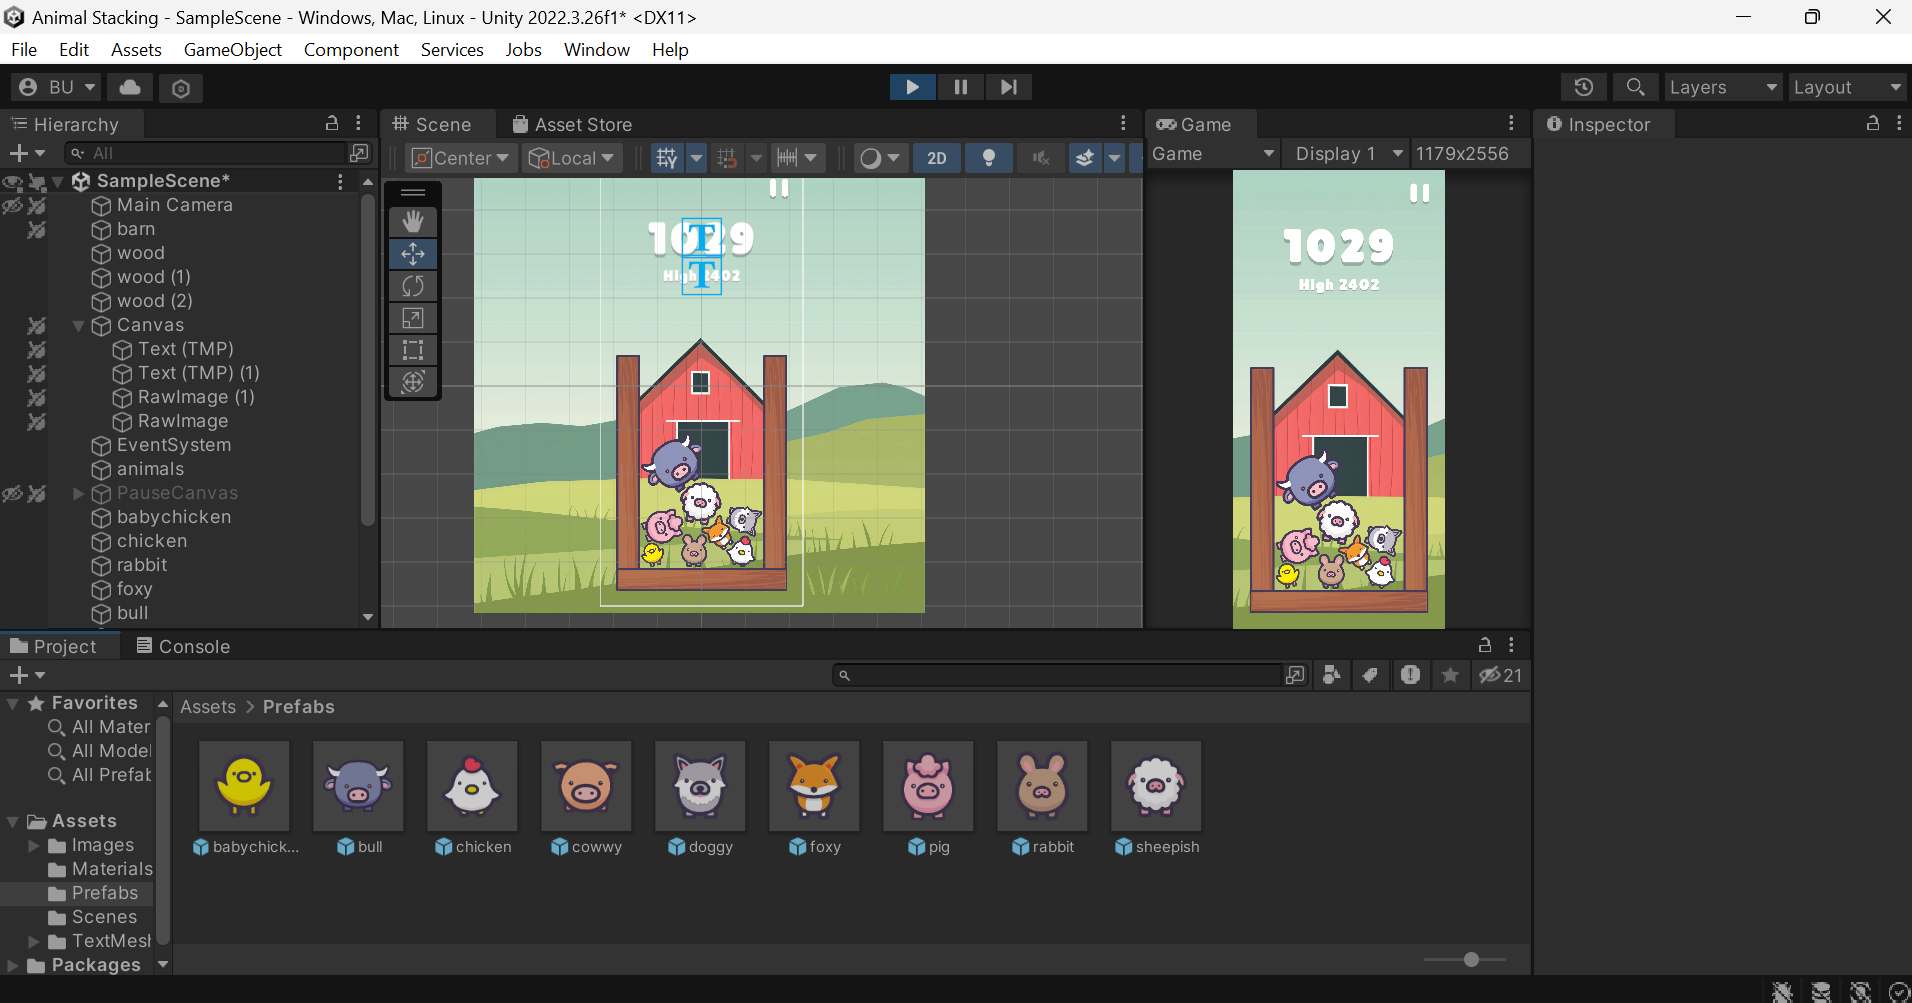 Animal Stacking - SampleScene - Windows, Mac, Linux - Unity 2022.3.26f1* <DX11>
File Edit Assets GameObject Component Services Jobs Window Help
BU
Layers
Layout
Hierarchy
Scene
Asset Store
Game
Inspector
All
Center
Local
2D
Game
Display 1
1179x2556
SampleScene*
Main Camera
barn
wood
wood (1)
wood (2)
Canvas
Text (TMP)
Text (TMP) (1)
RawImage (1)
RawImage
EventSystem
animals
PauseCanvas
babychicken
chicken
rabbit
foxy
bull
1029
T
High 2402
T
1029
High 2402
Project
Console
21
Favorites
All Mater
All Model
All Prefab
Assets
Images
Materials
Prefabs
Scenes
TextMesh
Packages
Assets > Prefabs
babychick...
bull
chicken
cowwy
doggy
foxy
pig
rabbit
sheepish